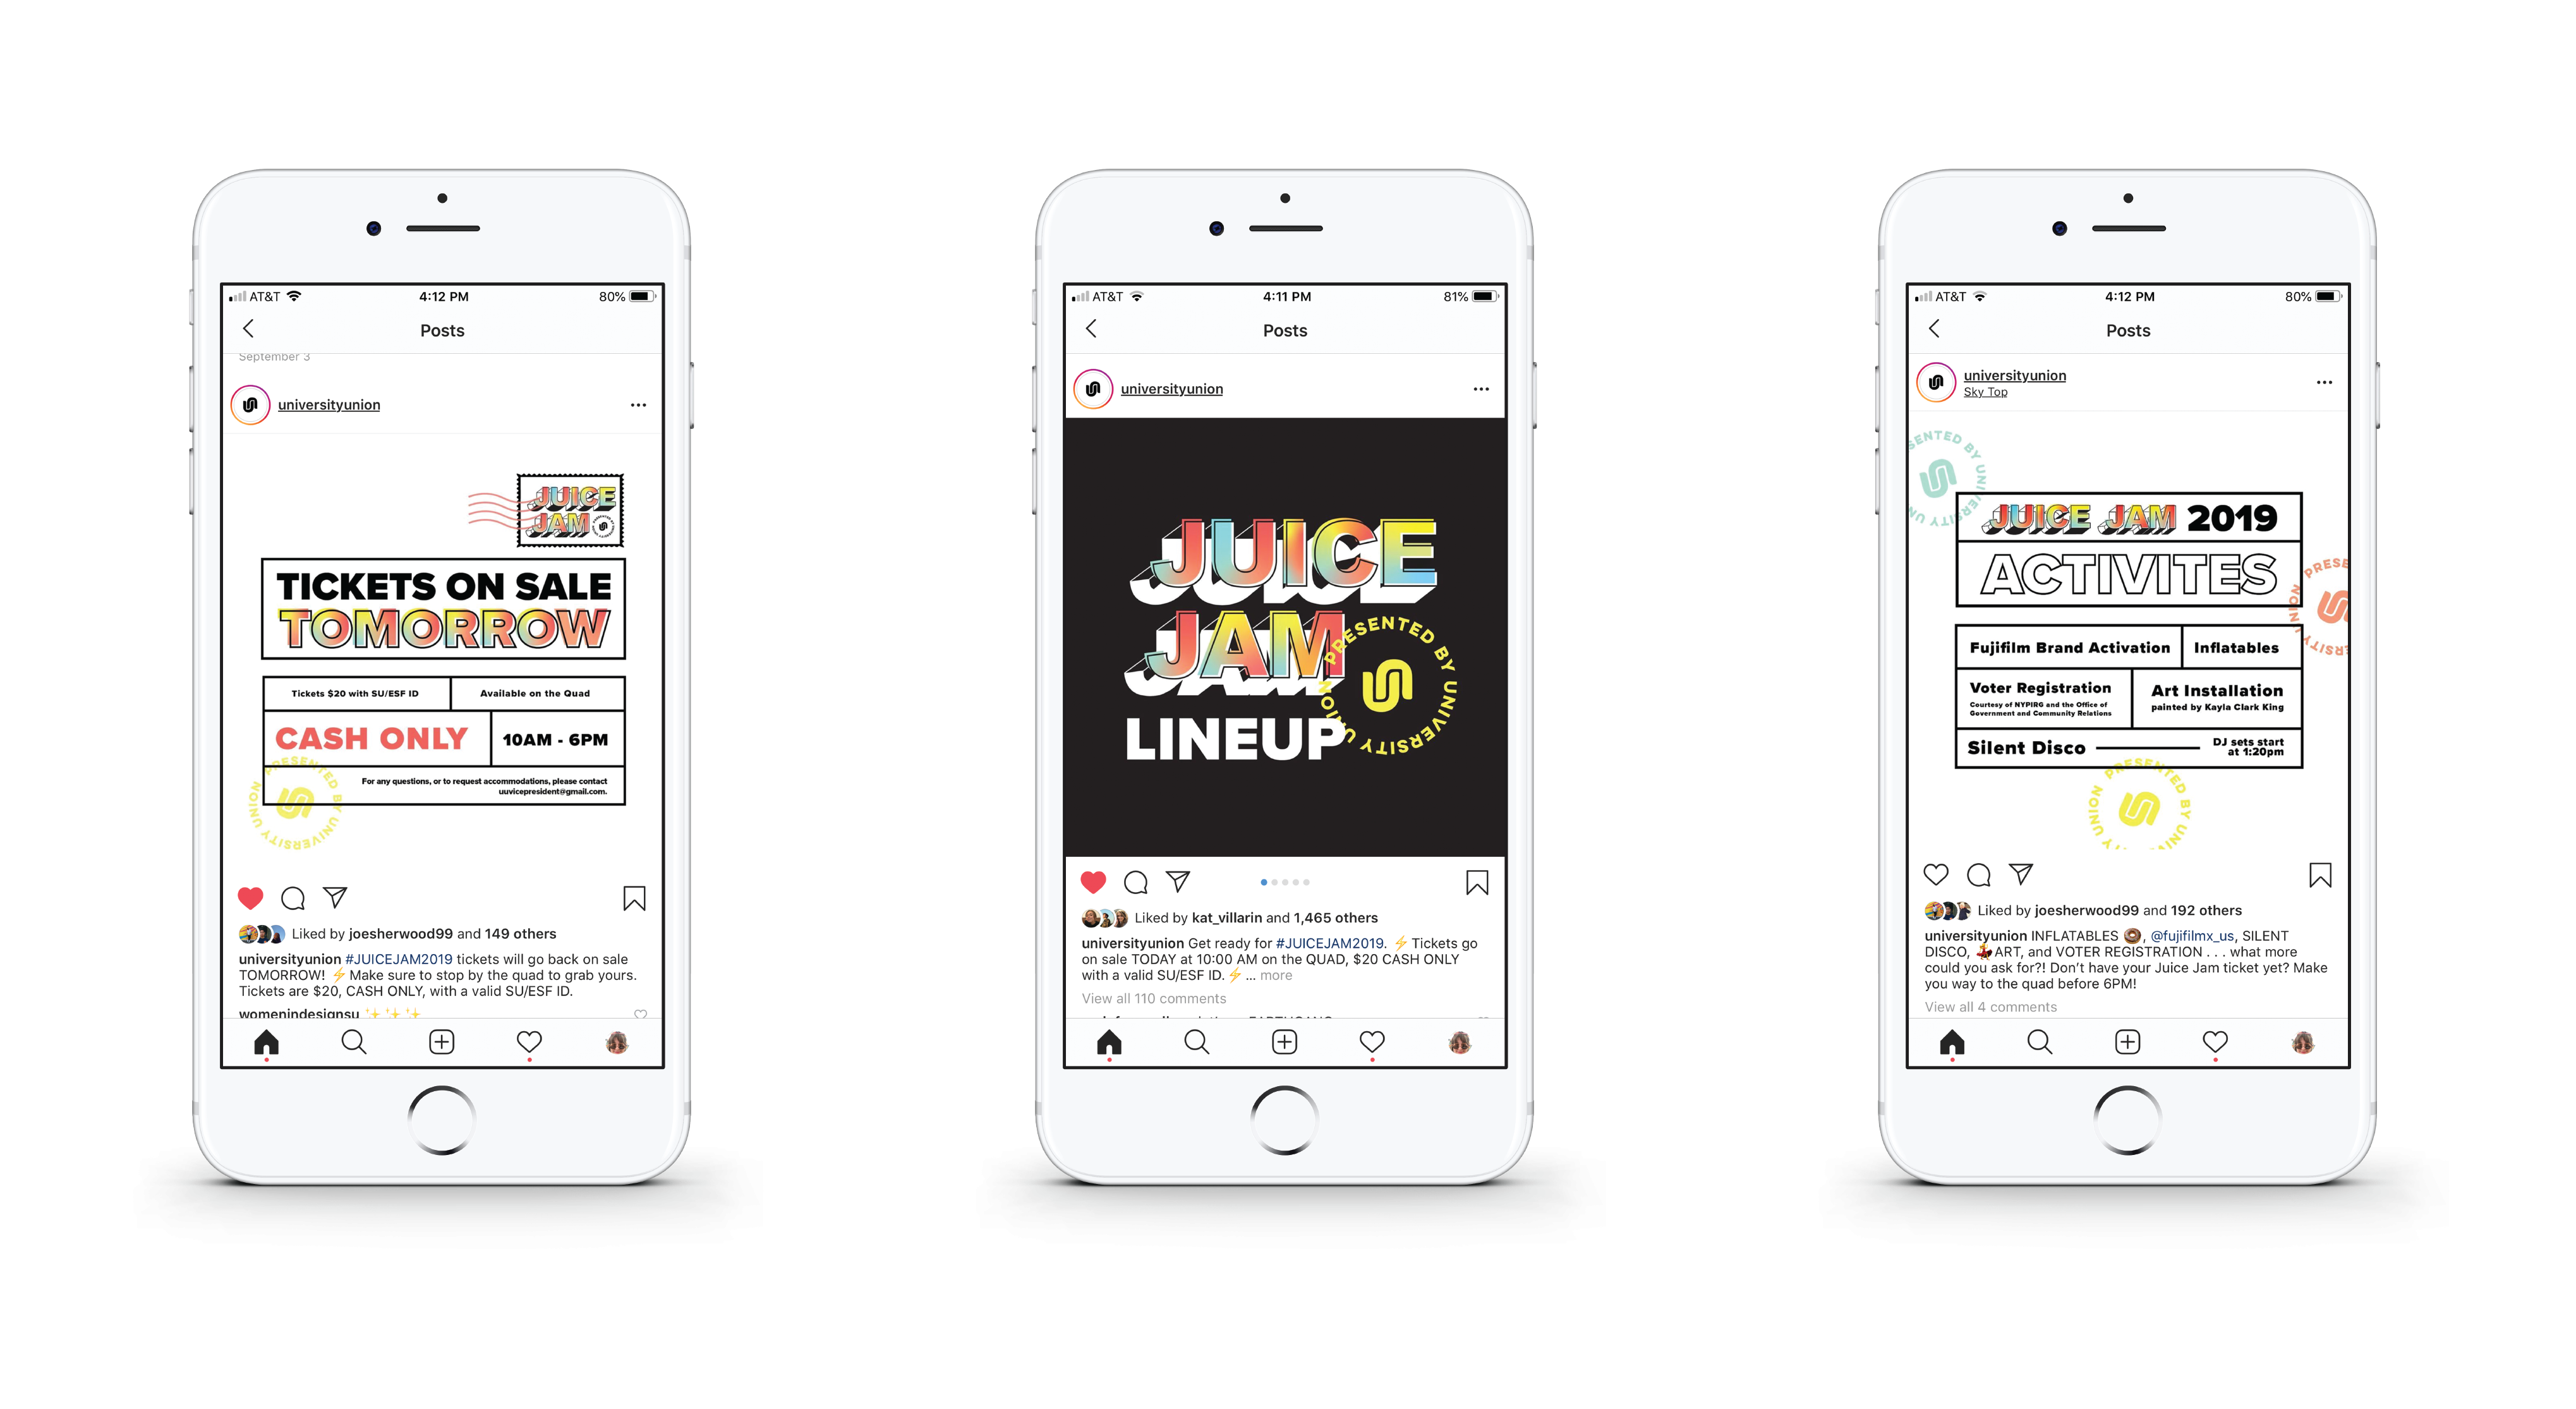 AT&T
4:12 PM
80%
Posts
September 3
universityunion
JUICE
JAM
TICKETS ON SALE
TOMORROW
Tickets $20 with SU/ESF ID
Available on the Quad
CASH ONLY
10AM - 6PM
For any questions, or to request accommodations, please contact
uuvicepresident@gmail.com.
PRESENTED BY UNIVERSITY UNION
Liked by joesherwood99 and 149 others
universityunion #JUICEJAM2019 tickets will go back on sale
TOMORROW! ⚡Make sure to stop by the quad to grab yours.
Tickets are $20, CASH ONLY, with a valid SU/ESF ID.
womenindesignsu ✨✨✨
AT&T
4:11 PM
81%
Posts
universityunion
JUICE
JAM
LINEUP
PRESENTED BY UNIVERSITY UNION
Liked by kat_villarin and 1,465 others
universityunion Get ready for #JUICEJAM2019. ⚡Tickets go
on sale TODAY at 10:00 AM on the QUAD, $20 CASH ONLY
with a valid SU/ESF ID.⚡... more
View all 110 comments
AT&T
4:12 PM
80%
Posts
universityunion
Sky Top
SENTED BY UNIVERSITY UN
JUICE JAM 2019
ACTIVITES
PRESE
NION
ERSITY
Fujifilm Brand Activation
Inflatables
Voter Registration
Courtesy of NYPIRG and the Office of
Government and Community Relations
Art Installation
painted by Kayla Clark King
Silent Disco
DJ sets start
at 1:20pm
PRESENTED BY UNIVERSITY UNION
Liked by joesherwood99 and 192 others
universityunion INFLATABLES 🍩, @fujifilmx_us, SILENT
DISCO, 💃ART, and VOTER REGISTRATION . . . what more
could you ask for?! Don't have your Juice Jam ticket yet? Make
you way to the quad before 6PM!
View all 4 comments